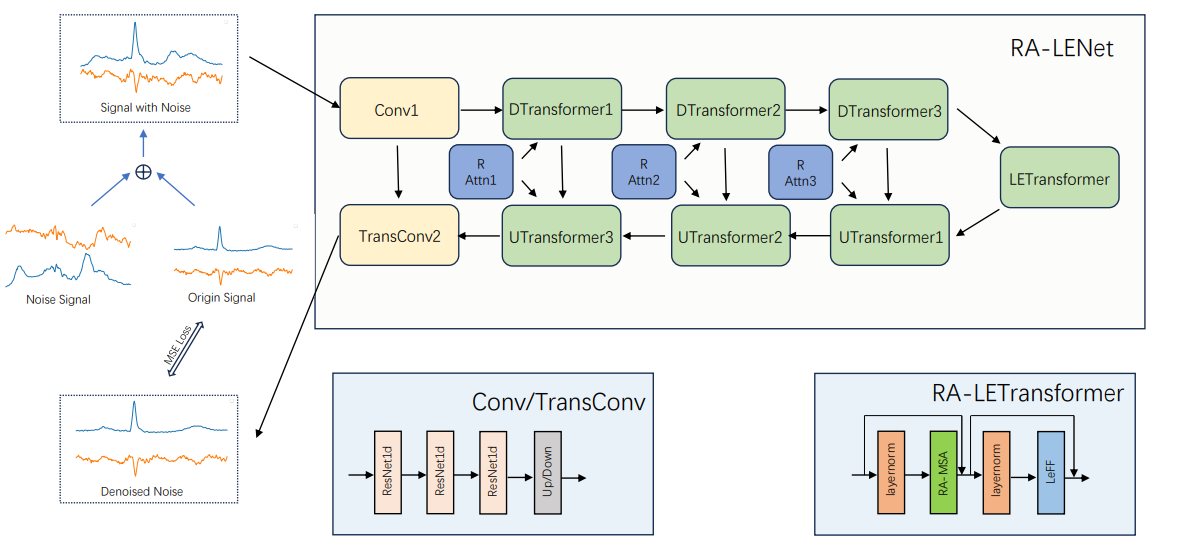 Signal with Noise
Noise Signal
Origin Signal
MSE Loss
Denoised Noise
RA-LENet
Conv1
DTransformer1
DTransformer2
DTransformer3
R
Attn1
R
Attn2
R
Attn3
LETransformer
TransConv2
UTransformer3
UTransformer2
UTransformer1
Conv/TransConv
ResNet1d
ResNet1d
ResNet1d
Up/Down
RA-LETransformer
layernorm
RA-MSA
layernorm
LeFF